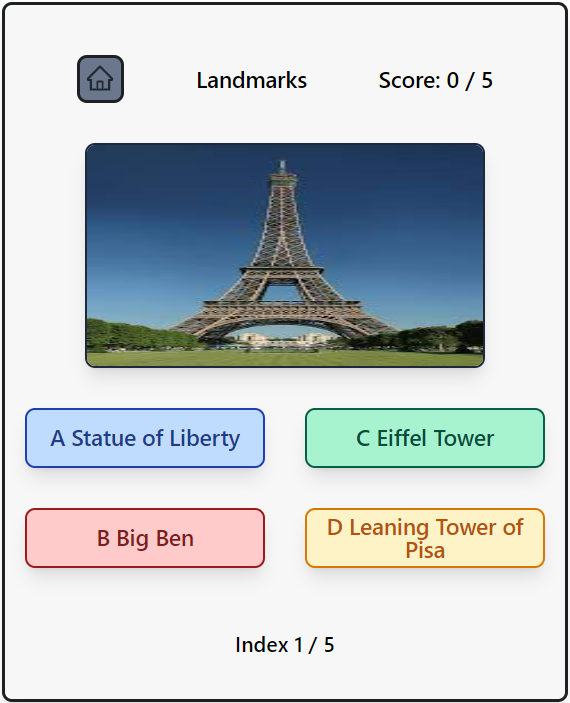 Landmarks
Score: 0 / 5
A Statue of Liberty
C Eiffel Tower
B Big Ben
D Leaning Tower of
Pisa
Index 1 / 5